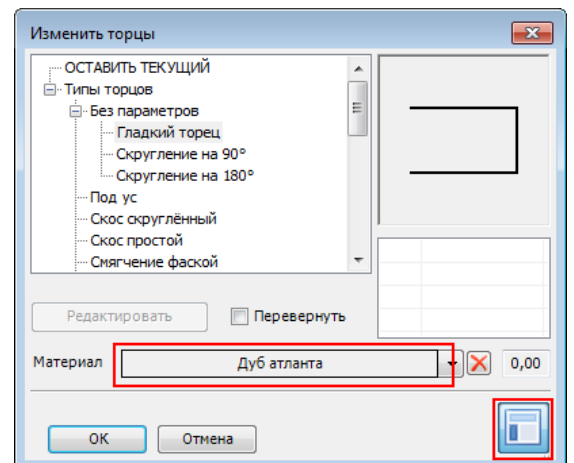 Изменить торцы
ОСТАВИТЬ ТЕКУЩИЙ
Типы торцов
Без параметров
Гладкий торец
Скругление на 90°
Скругление на 180°
Под ус
Скос скруглённый
Скос простой
Смягчение фаской
Редактировать
Перевернуть
Материал
Дуб атланта
0,00
ОК
Отмена